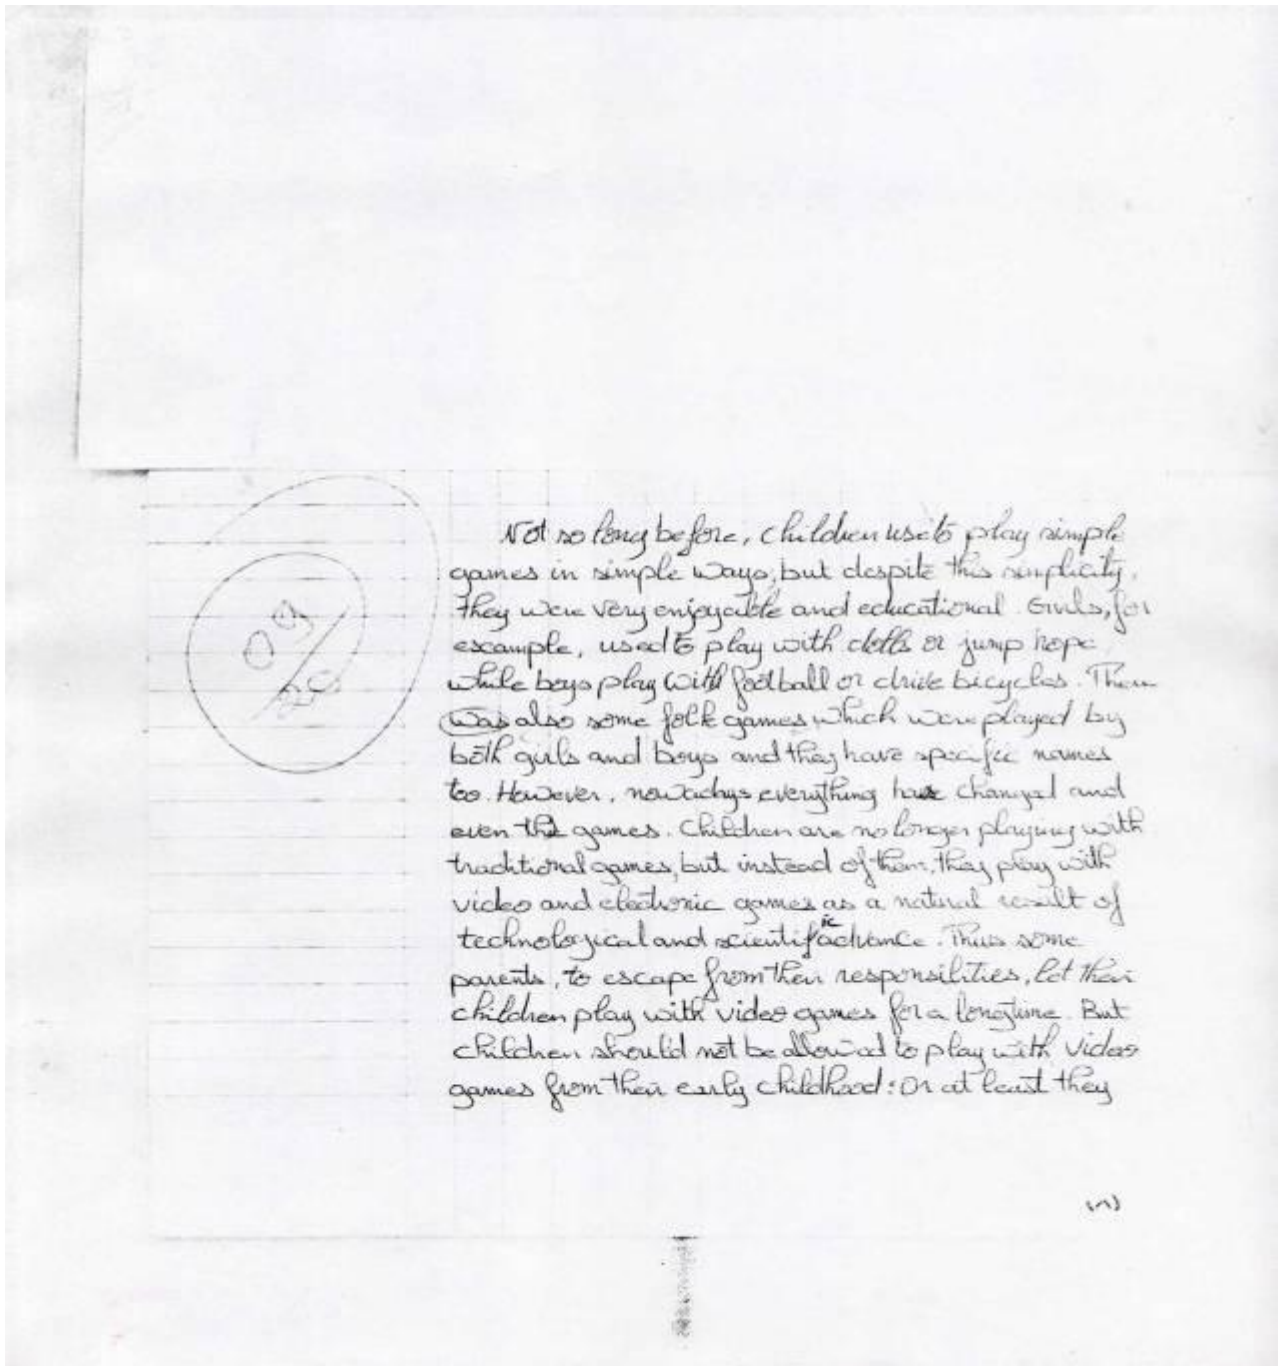 09/20
Not so long before, children use to play simple
games in simple ways, but despite this simplicity,
they were very enjoyable and educational. Girls, for
example, used to play with dolls or jump rope
while boys play with football or drive bicycles. There
was also some folk games which were played by
both girls and boys and they have specific names
too. However, nowadays everything has changed and
even the games. Children are no longer playing with
traditional games, but instead of them, they play with
video and electronic games as a natural result of
technological and scientific advance. Thus some
parents, to escape from their responsilities, let their
children play with video games for a longtime. But
children should not be allowed to play with video
games from their early childhood: Or at least they